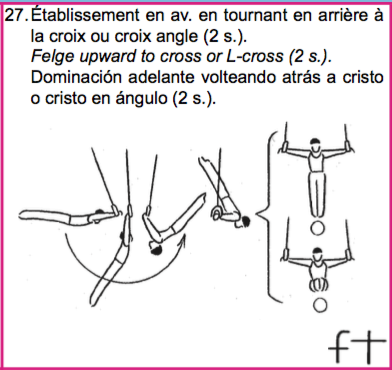 27. Établissement en av. en tournant en arrière à
la croix ou croix angle (2 s.).
Felge upward to cross or L-cross (2 s.).
Dominación adelante volteando atrás a cristo
o cristo en ángulo (2 s.).
ft